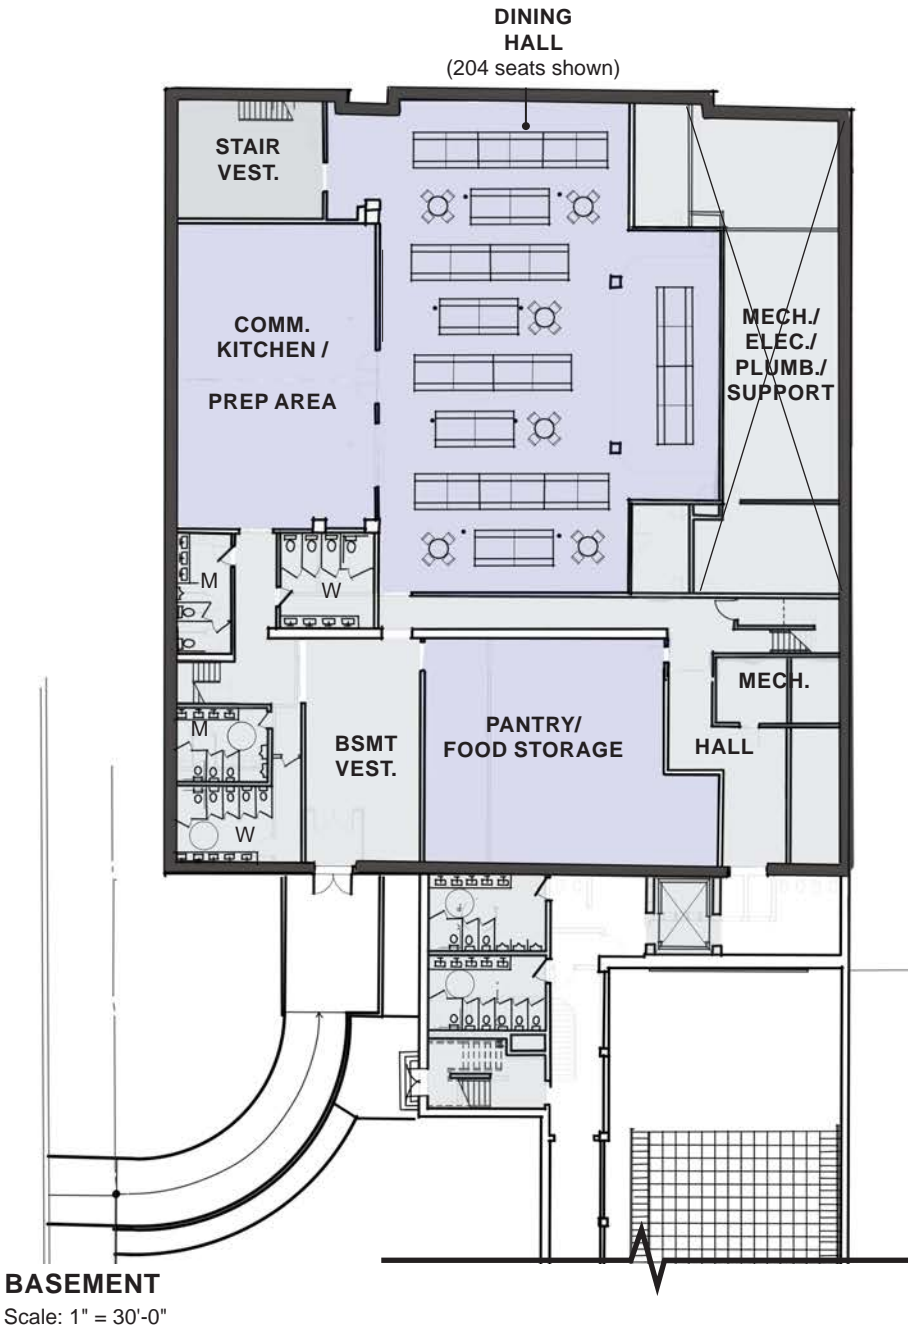 DINING
HALL
(204 seats shown)
STAIR
VEST.
COMM.
KITCHEN /
PREP AREA
MECH./
ELEC./
PLUMB./
SUPPORT
M
W
MECH.
M
BSMT
VEST.
PANTRY/
FOOD STORAGE
HALL
W
BASEMENT
Scale: 1" = 30'-0"